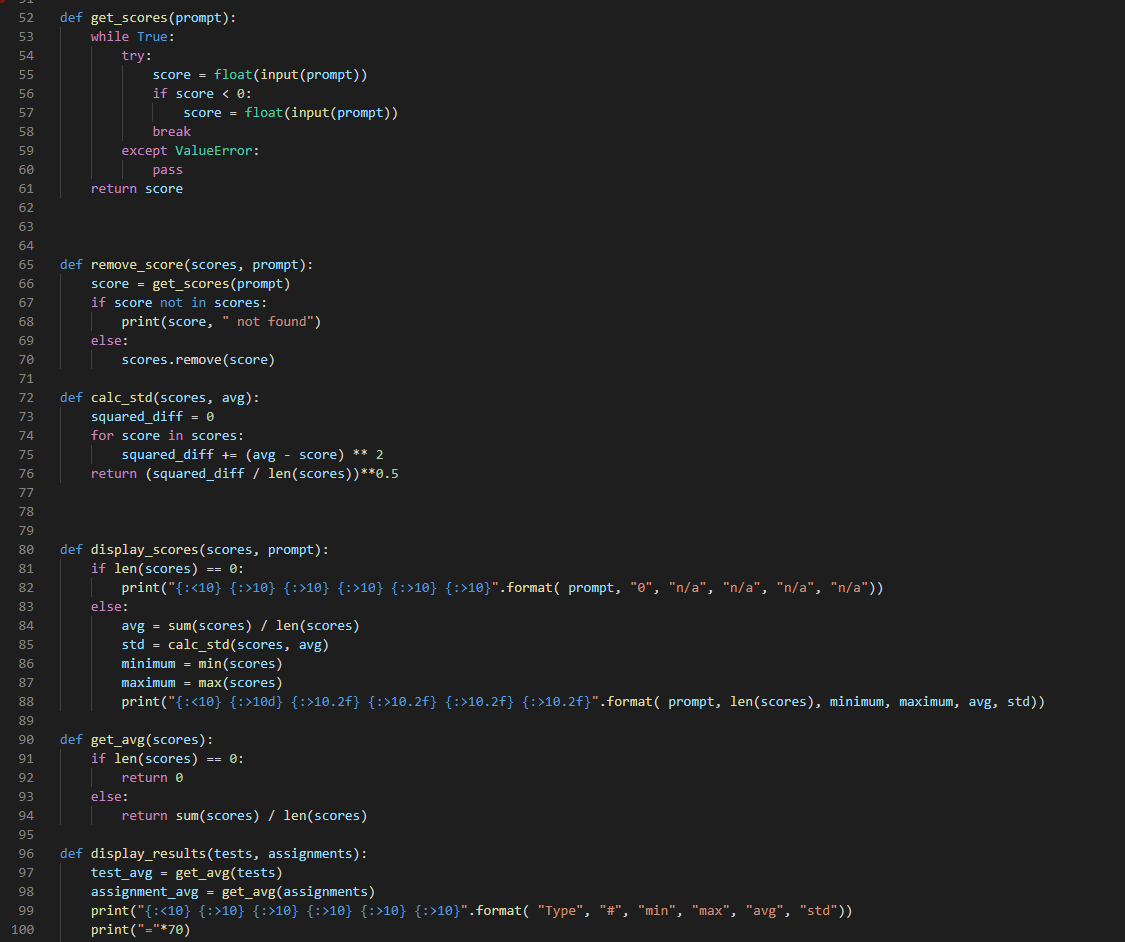 52 def get_scores(prompt):
53     while True:
54         try:
55             score = float(input(prompt))
56             if score < 0:
57                 score = float(input(prompt))
58             break
59         except ValueError:
60             pass
61     return score
62
63
64
65 def remove_score(scores, prompt):
66     score = get_scores(prompt)
67     if score not in scores:
68         print(score, " not found")
69     else:
70         scores.remove(score)
71
72 def calc_std(scores, avg):
73     squared_diff = 0
74     for score in scores:
75         squared_diff += (avg - score) ** 2
76     return (squared_diff / len(scores))**0.5
77
78
79
80 def display_scores(scores, prompt):
81     if len(scores) == 0:
82         print("{:<10} {:>10} {:>10} {:>10} {:>10} {:>10}".format( prompt, "0", "n/a", "n/a", "n/a", "n/a"))
83     else:
84         avg = sum(scores) / len(scores)
85         std = calc_std(scores, avg)
86         minimum = min(scores)
87         maximum = max(scores)
88         print("{:<10} {:>10d} {:>10.2f} {:>10.2f} {:>10.2f} {:>10.2f}".format( prompt, len(scores), minimum, maximum, avg, std))
89
90 def get_avg(scores):
91     if len(scores) == 0:
92         return 0
93     else:
94         return sum(scores) / len(scores)
95
96 def display_results(tests, assignments):
97     test_avg = get_avg(tests)
98     assignment_avg = get_avg(assignments)
99     print("{:<10} {:>10} {:>10} {:>10} {:>10} {:>10}".format( "Type", "#", "min", "max", "avg", "std"))
100     print("="*70)